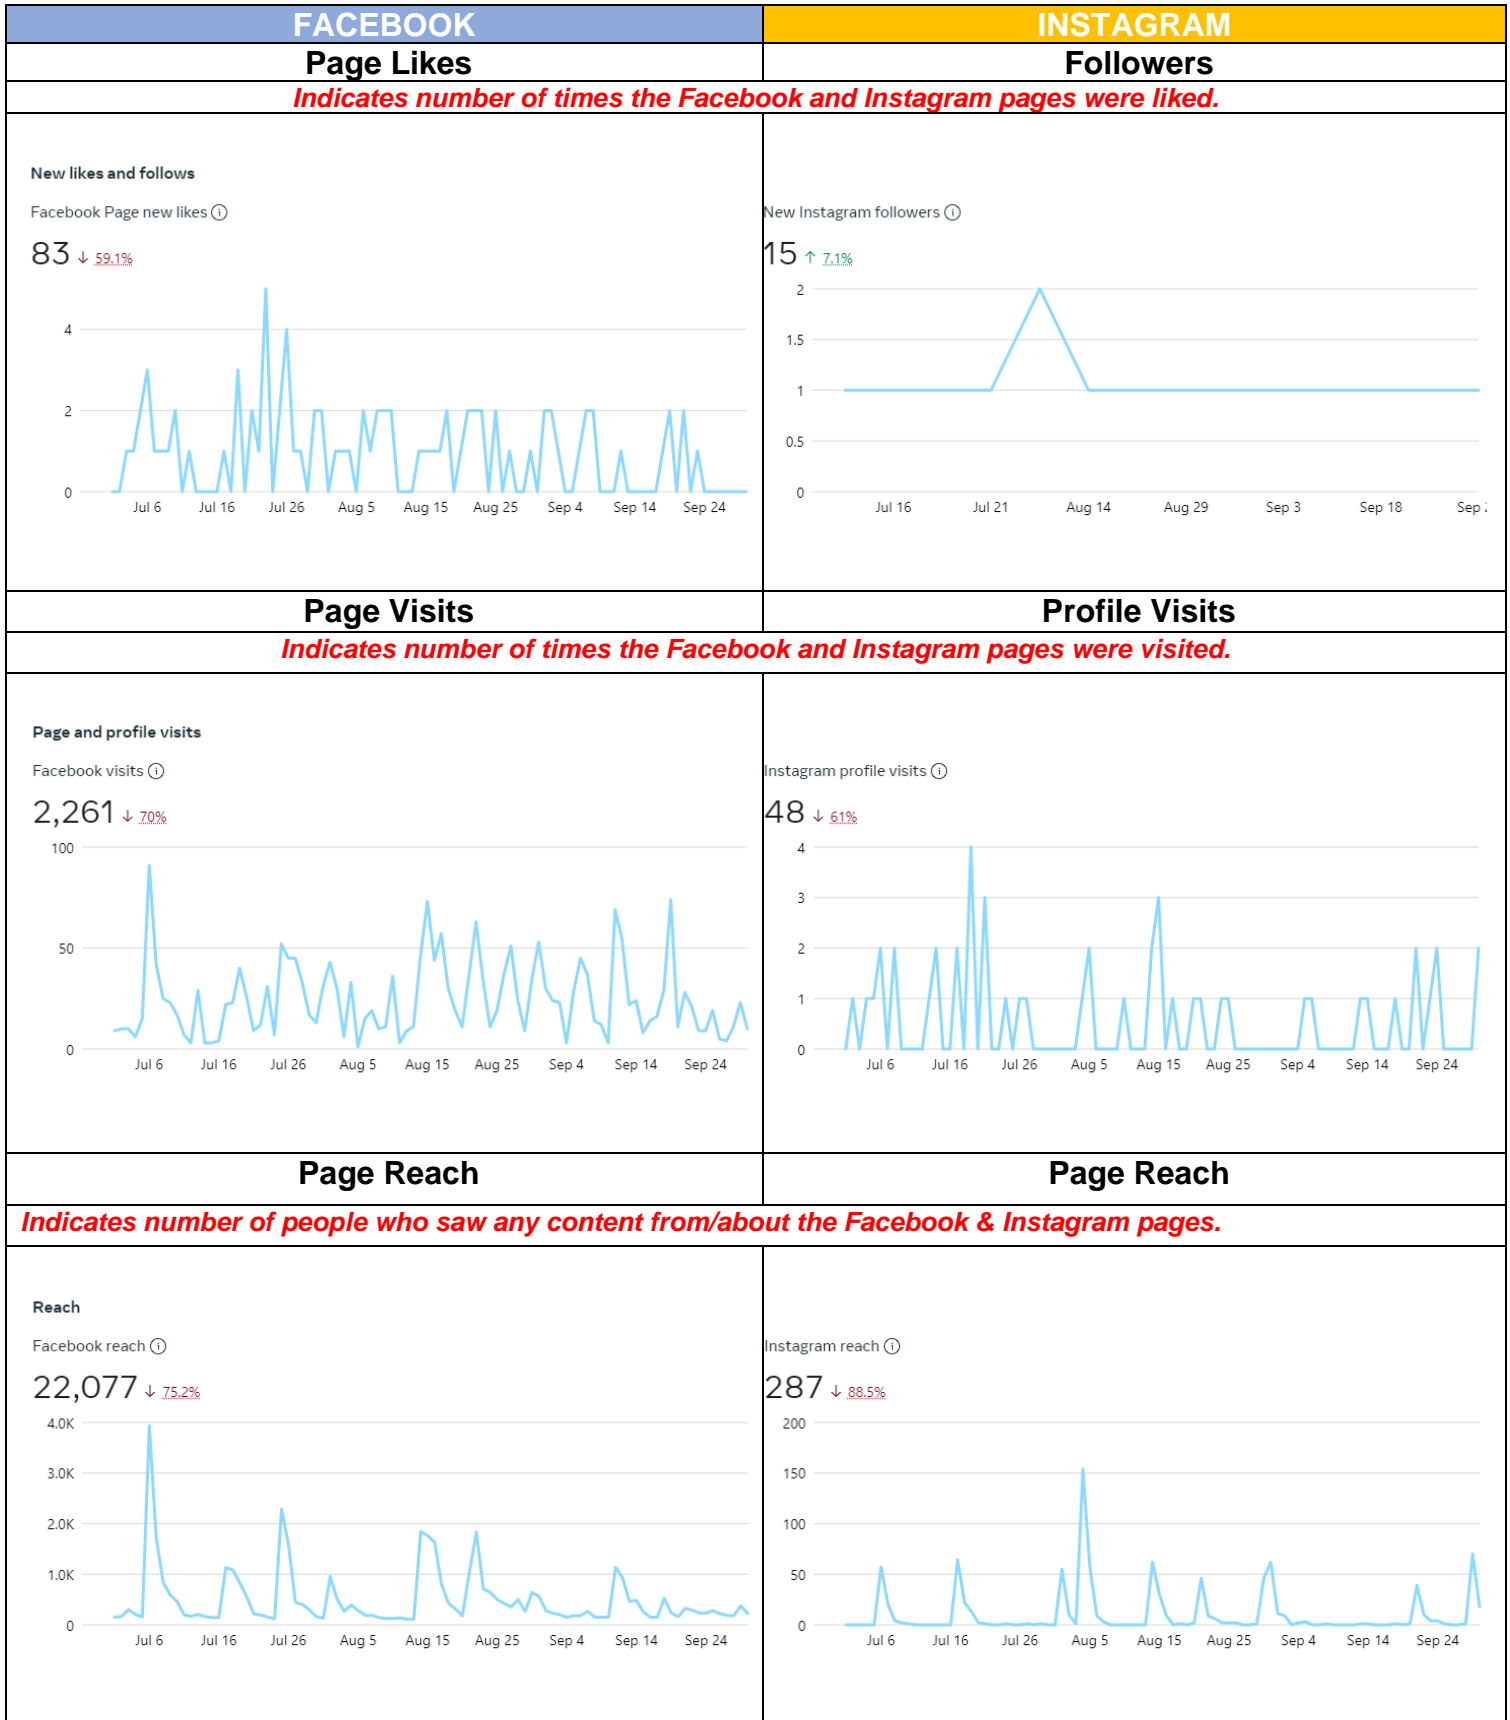 FACEBOOK INSTAGRAM
Page Likes Followers
Indicates number of times the Facebook and Instagram pages were liked.
New likes and follows
Facebook Page new likes
83 ↓ 59.1%
4
2
0
Jul 6 Jul 16 Jul 26 Aug 5 Aug 15 Aug 25 Sep 4 Sep 14 Sep 24
New Instagram followers
15 ↑ 7.1%
2
1.5
1
0.5
0
Jul 16 Jul 21 Aug 14 Aug 29 Sep 3 Sep 18 Sep
Page Visits Profile Visits
Indicates number of times the Facebook and Instagram pages were visited.
Page and profile visits
Facebook visits
2,261 ↓ 70%
100
50
0
Jul 6 Jul 16 Jul 26 Aug 5 Aug 15 Aug 25 Sep 4 Sep 14 Sep 24
Instagram profile visits
48 ↓ 61%
4
3
2
1
0
Jul 6 Jul 16 Jul 26 Aug 5 Aug 15 Aug 25 Sep 4 Sep 14 Sep 24
Page Reach Page Reach
Indicates number of people who saw any content from/about the Facebook & Instagram pages.
Reach
Facebook reach
22,077 ↓ 75.2%
4.0K
3.0K
2.0K
1.0K
0
Jul 6 Jul 16 Jul 26 Aug 5 Aug 15 Aug 25 Sep 4 Sep 14 Sep 24
Instagram reach
287 ↓ 88.5%
200
150
100
50
0
Jul 6 Jul 16 Jul 26 Aug 5 Aug 15 Aug 25 Sep 4 Sep 14 Sep 24